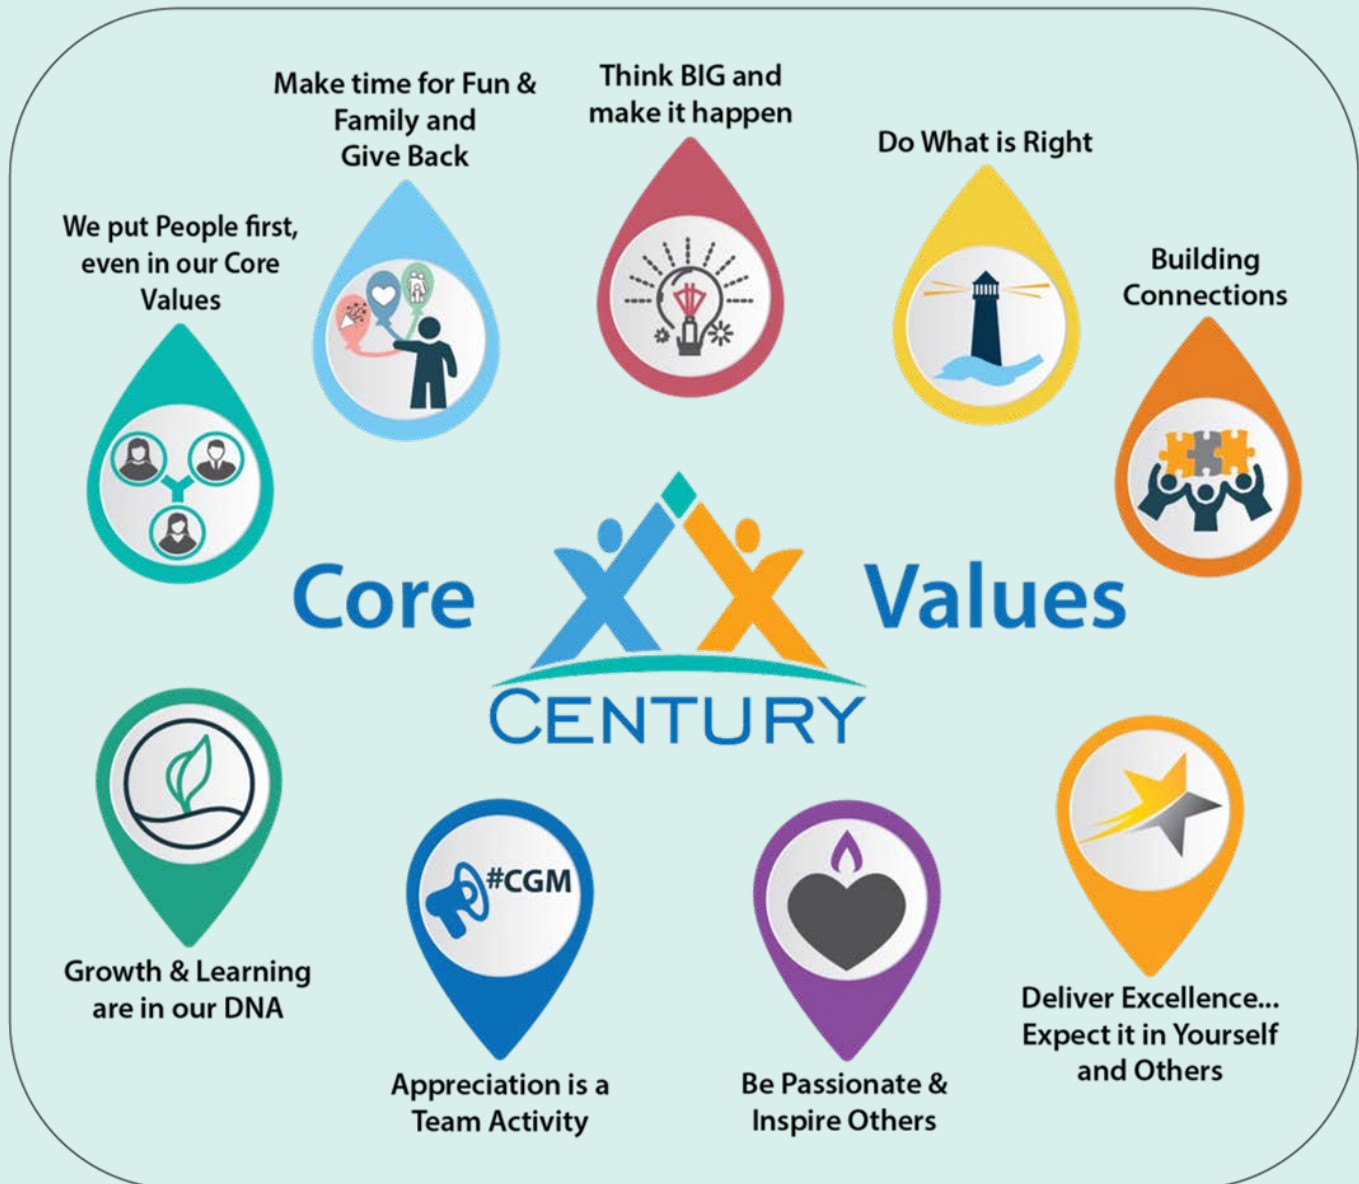 We put People first,
even in our Core
Values
Make time for Fun &
Family and
Give Back
Think BIG and
make it happen
Do What is Right
Building
Connections
Core
Values
CENTURY
Growth & Learning
are in our DNA
#CGM
Appreciation is a
Team Activity
Be Passionate &
Inspire Others
Deliver Excellence...
Expect it in Yourself
and Others